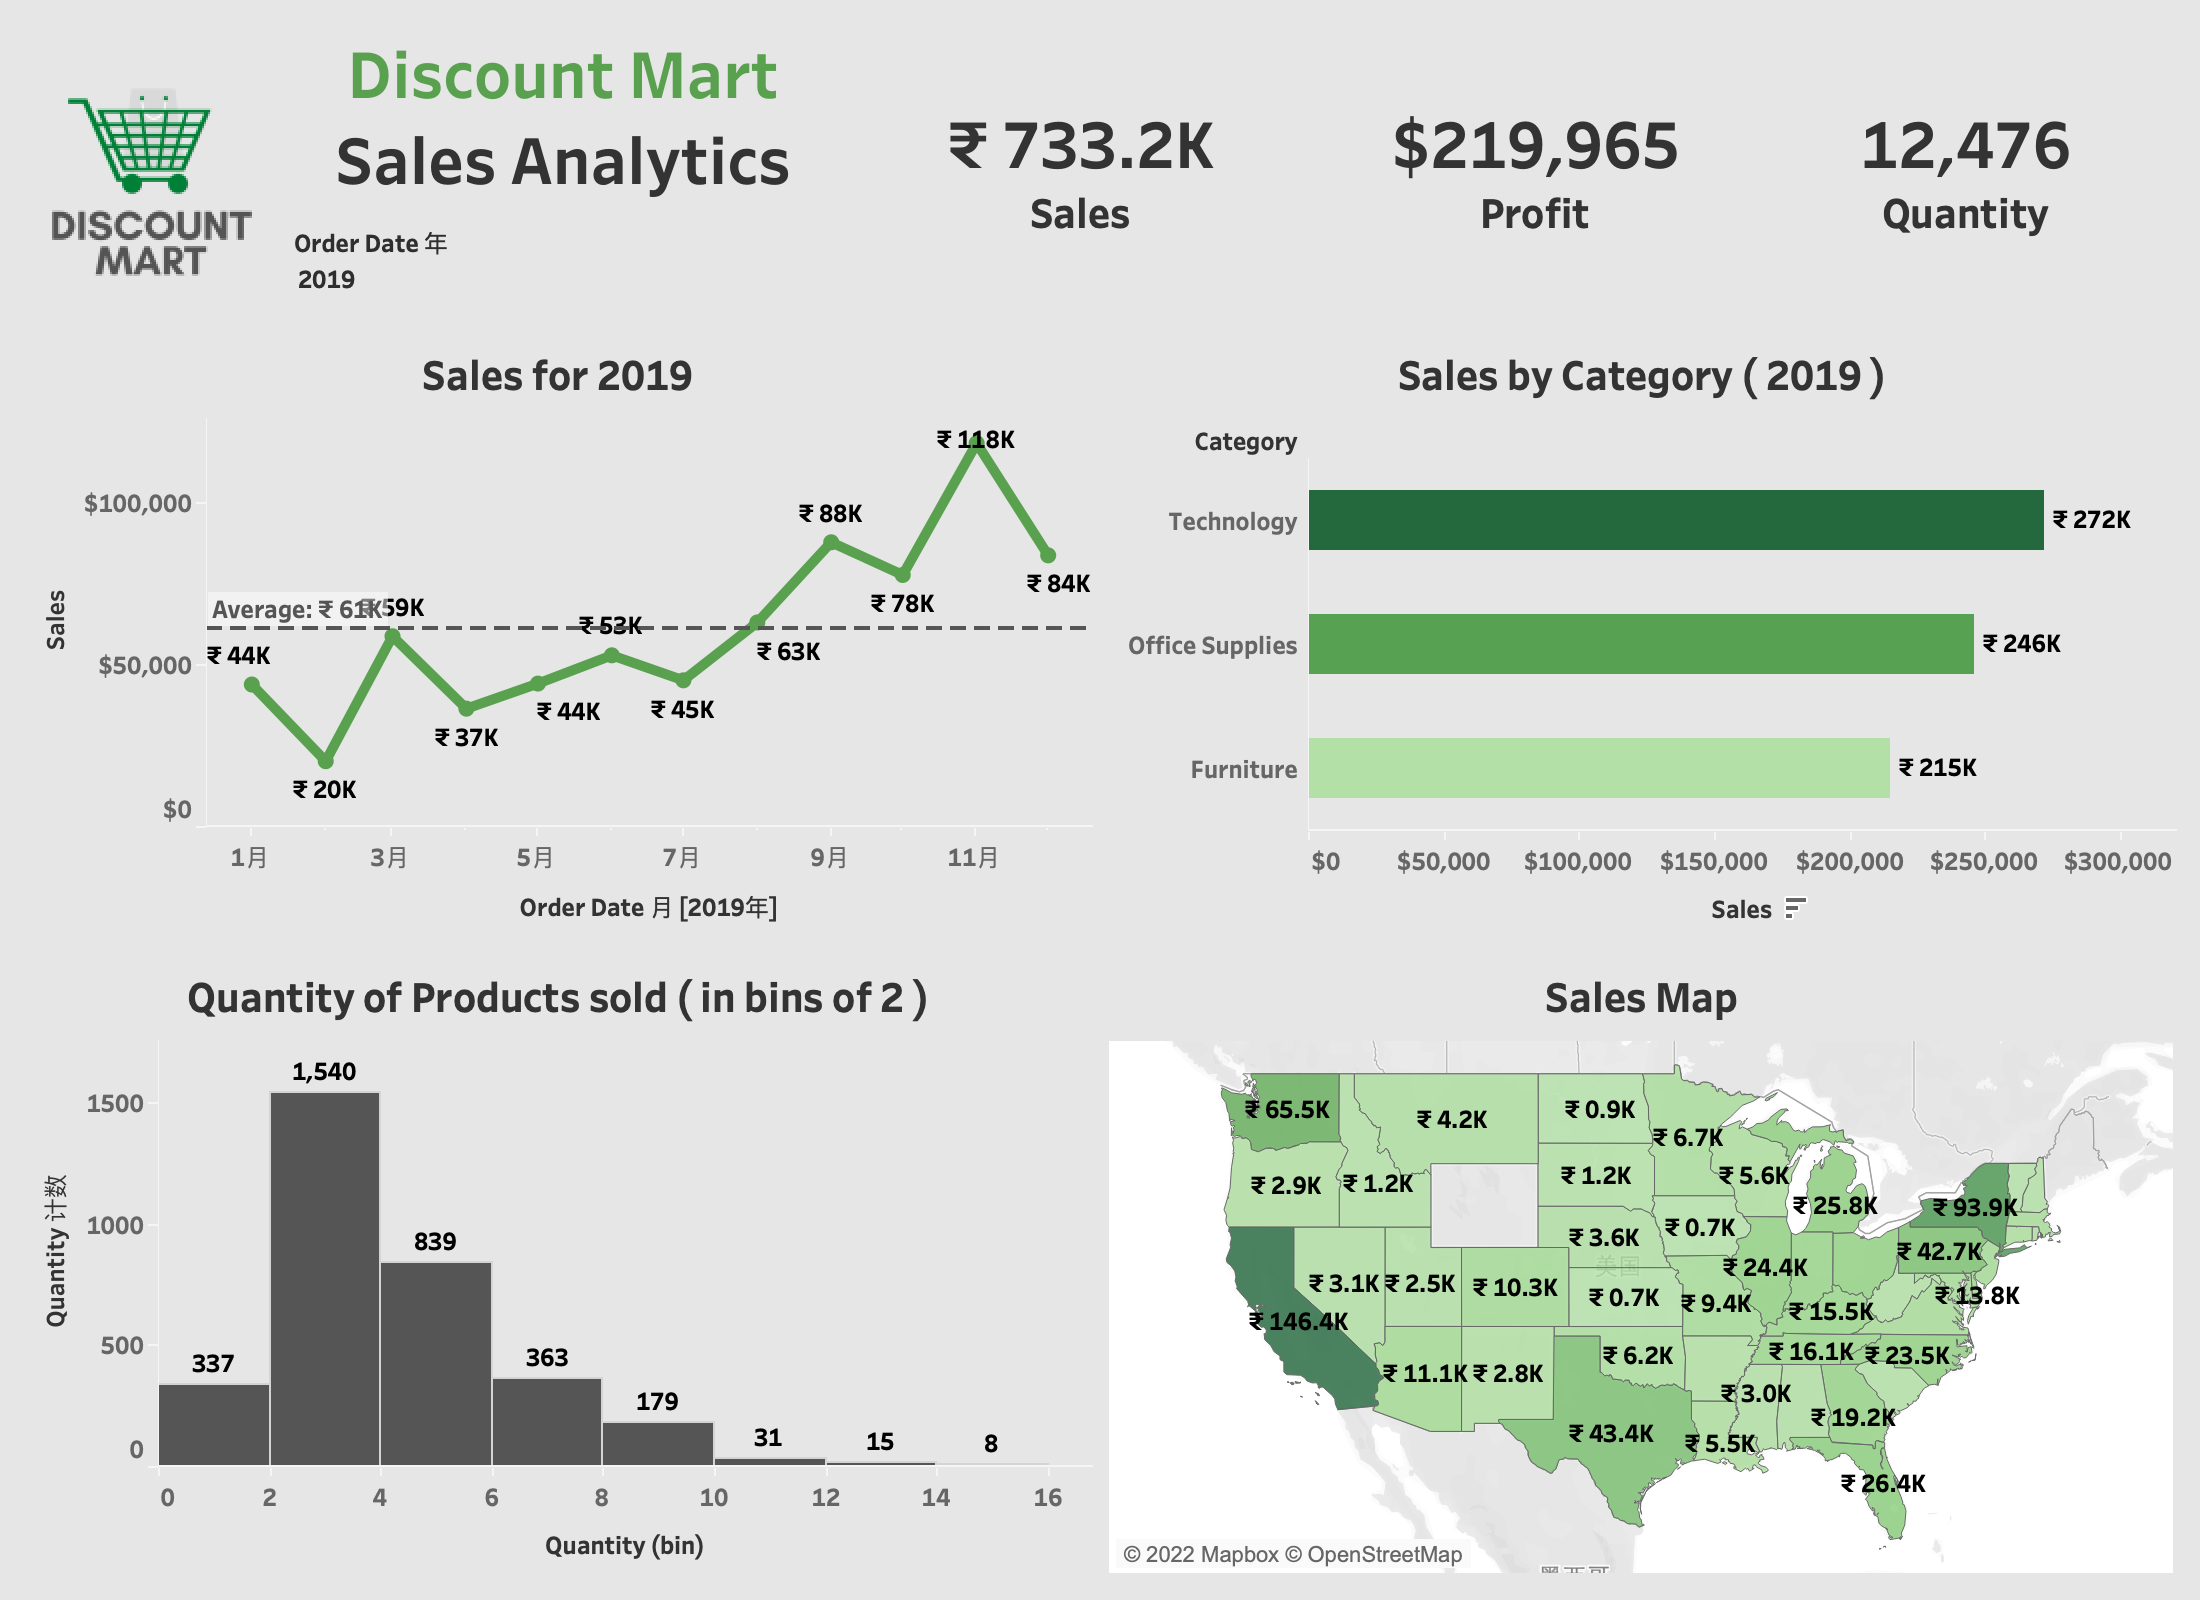 Discount Mart
Sales Analytics
DISCOUNT
MART
Order Date 年
2019
₹ 733.2K
Sales
$219,965
Profit
12,476
Quantity
Sales for 2019
Sales
$100,000
$50,000
$0
Average: ₹ 61K
₹ 44K
₹ 20K
₹ 59K
₹ 37K
₹ 44K
₹ 53K
₹ 45K
₹ 63K
₹ 88K
₹ 78K
₹ 118K
₹ 84K
1月
3月
5月
7月
9月
11月
Order Date 月 [2019年]
Sales by Category ( 2019 )
Category
Technology
₹ 272K
Office Supplies
₹ 246K
Furniture
₹ 215K
$0
$50,000
$100,000
$150,000
$200,000
$250,000
$300,000
Sales
Quantity of Products sold ( in bins of 2 )
Quantity 计数
1500
1000
500
0
337
1,540
839
363
179
31
15
8
0
2
4
6
8
10
12
14
16
Quantity (bin)
Sales Map
₹ 65.5K
₹ 4.2K
₹ 0.9K
₹ 6.7K
₹ 2.9K
₹ 1.2K
₹ 1.2K
₹ 5.6K
₹ 25.8K
₹ 93.9K
₹ 3.6K
₹ 0.7K
₹ 42.7K
美国
₹ 3.1K
₹ 2.5K
₹ 10.3K
₹ 0.7K
₹ 24.4K
₹ 9.4K
₹ 15.5K
₹ 13.8K
₹ 146.4K
₹ 11.1K
₹ 2.8K
₹ 6.2K
₹ 16.1K
₹ 23.5K
₹ 3.0K
₹ 19.2K
₹ 43.4K
₹ 5.5K
₹ 26.4K
© 2022 Mapbox © OpenStreetMap
墨西哥